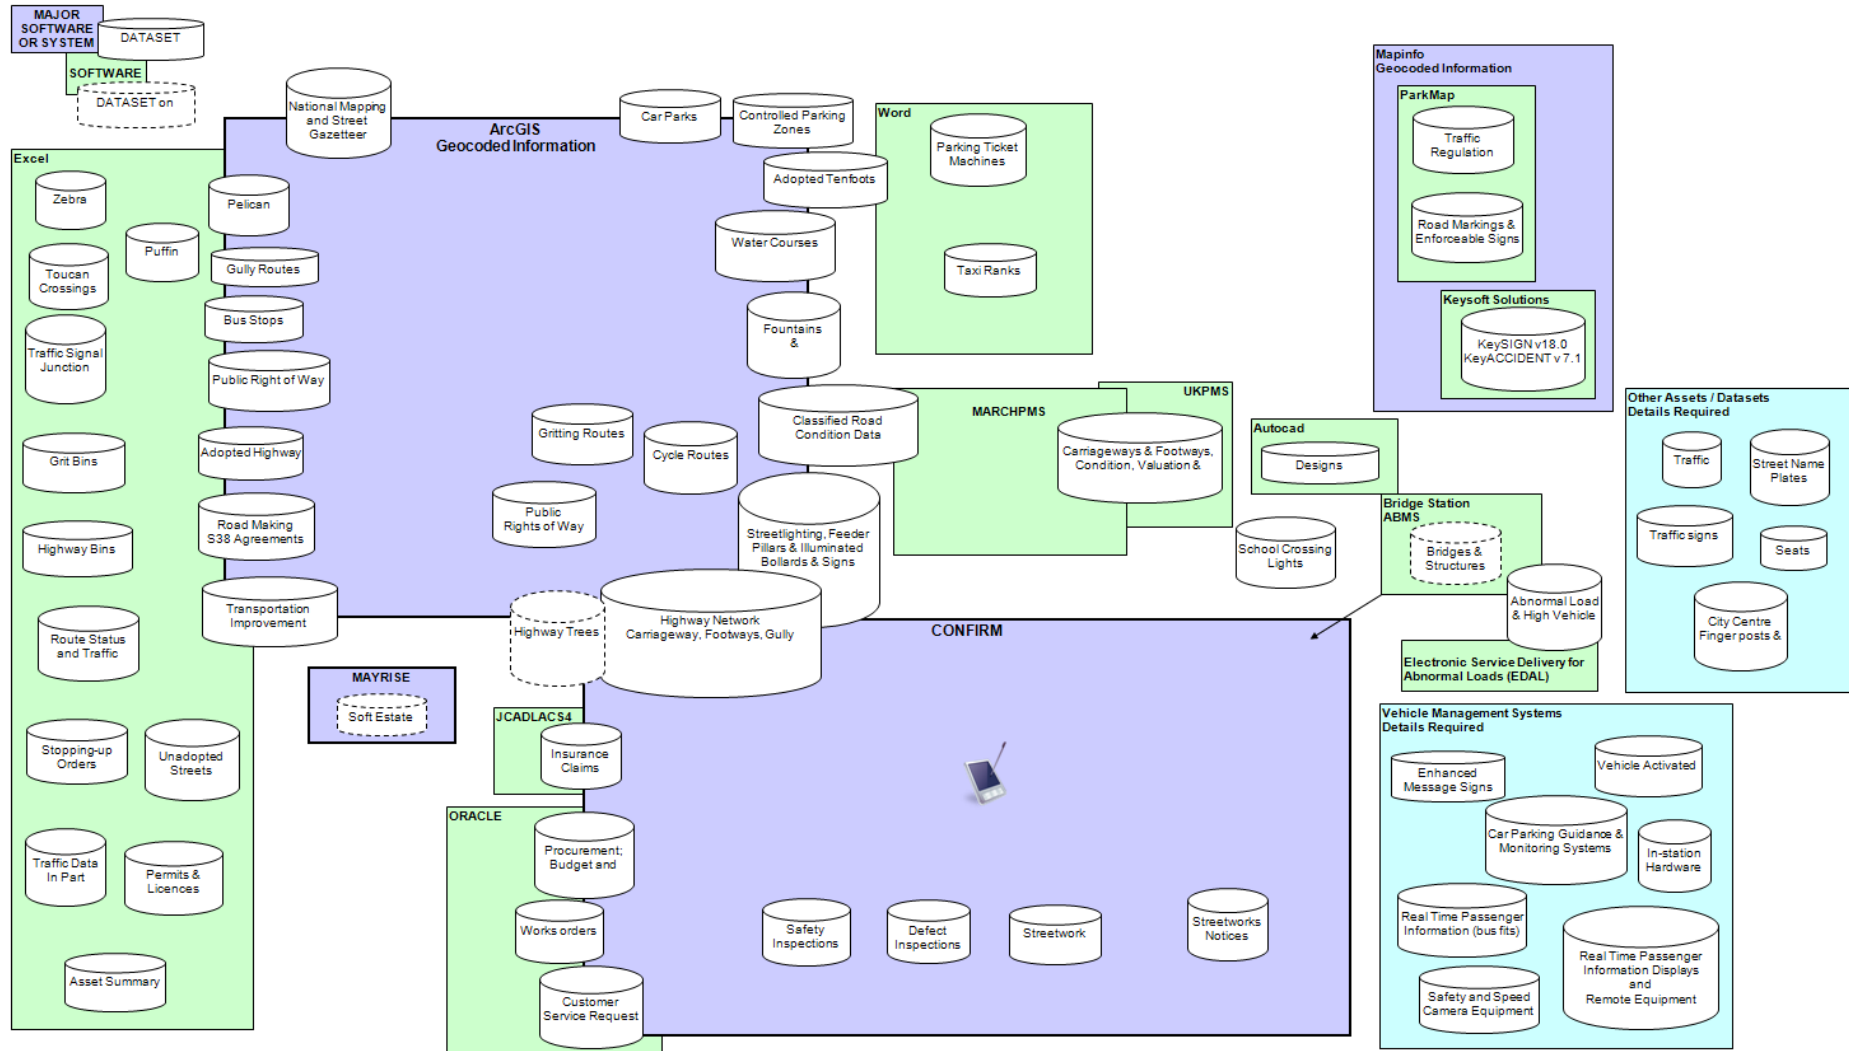 MAJOR
SOFTWARE
OR SYSTEM
DATASET
SOFTWARE
DATASET on
Excel
Zebra
Puffin
Toucan
Crossings
Traffic Signal
Junction
Grit Bins
Highway Bins
Route Status
and Traffic
Stopping-up
Orders
Unadopted
Streets
Traffic Data
In Part
Permits &
Licences
Asset Summary
Pelican
Gully Routes
Bus Stops
Public Right of Way
Adopted Highway
Road Making
S38 Agreements
Transportation
Improvement
National Mapping
and Street
Gazetteer
ArcGIS
Geocoded Information
Car Parks
Controlled Parking
Zones
Adopted Tenfoots
Water Courses
Fountains
&
Gritting Routes
Cycle Routes
Public
Rights of Way
Classified Road
Condition Data
Streetlighting, Feeder
Pillars & Illuminated
Bollards & Signs
Highway Trees
Highway Network
Carriageway, Footways, Gully
Word
Parking Ticket
Machines
Taxi Ranks
MARCHPMS
UKPMS
Carriageways & Footways,
Condition, Valuation &
School Crossing
Lights
Autocad
Designs
Bridge Station
ABMS
Bridges &
Structures
Abnormal Load
& High Vehicle
Electronic Service Delivery for
Abnormal Loads (EDAL)
Mapinfo
Geocoded Information
ParkMap
Traffic
Regulation
Road Markings &
Enforceable Signs
Keysoft Solutions
KeySIGN v18.0
KeyACCIDENT v 7.1
Other Assets / Datasets
Details Required
Traffic
Street Name
Plates
Traffic signs
Seats
City Centre
Finger posts &
MAYRISE
Soft Estate
JCADLACS4
Insurance
Claims
ORACLE
Procurement;
Budget and
Works orders
Customer
Service Request
CONFIRM
Safety
Inspections
Defect
Inspections
Streetwork
Streetworks
Notices
Vehicle Management Systems
Details Required
Enhanced
Message Signs
Vehicle Activated
Car Parking Guidance &
Monitoring Systems
In-station
Hardware
Real Time Passenger
Information (bus fits)
Real Time Passenger
Information Displays
and
Remote Equipment
Safety and Speed
Camera Equipment